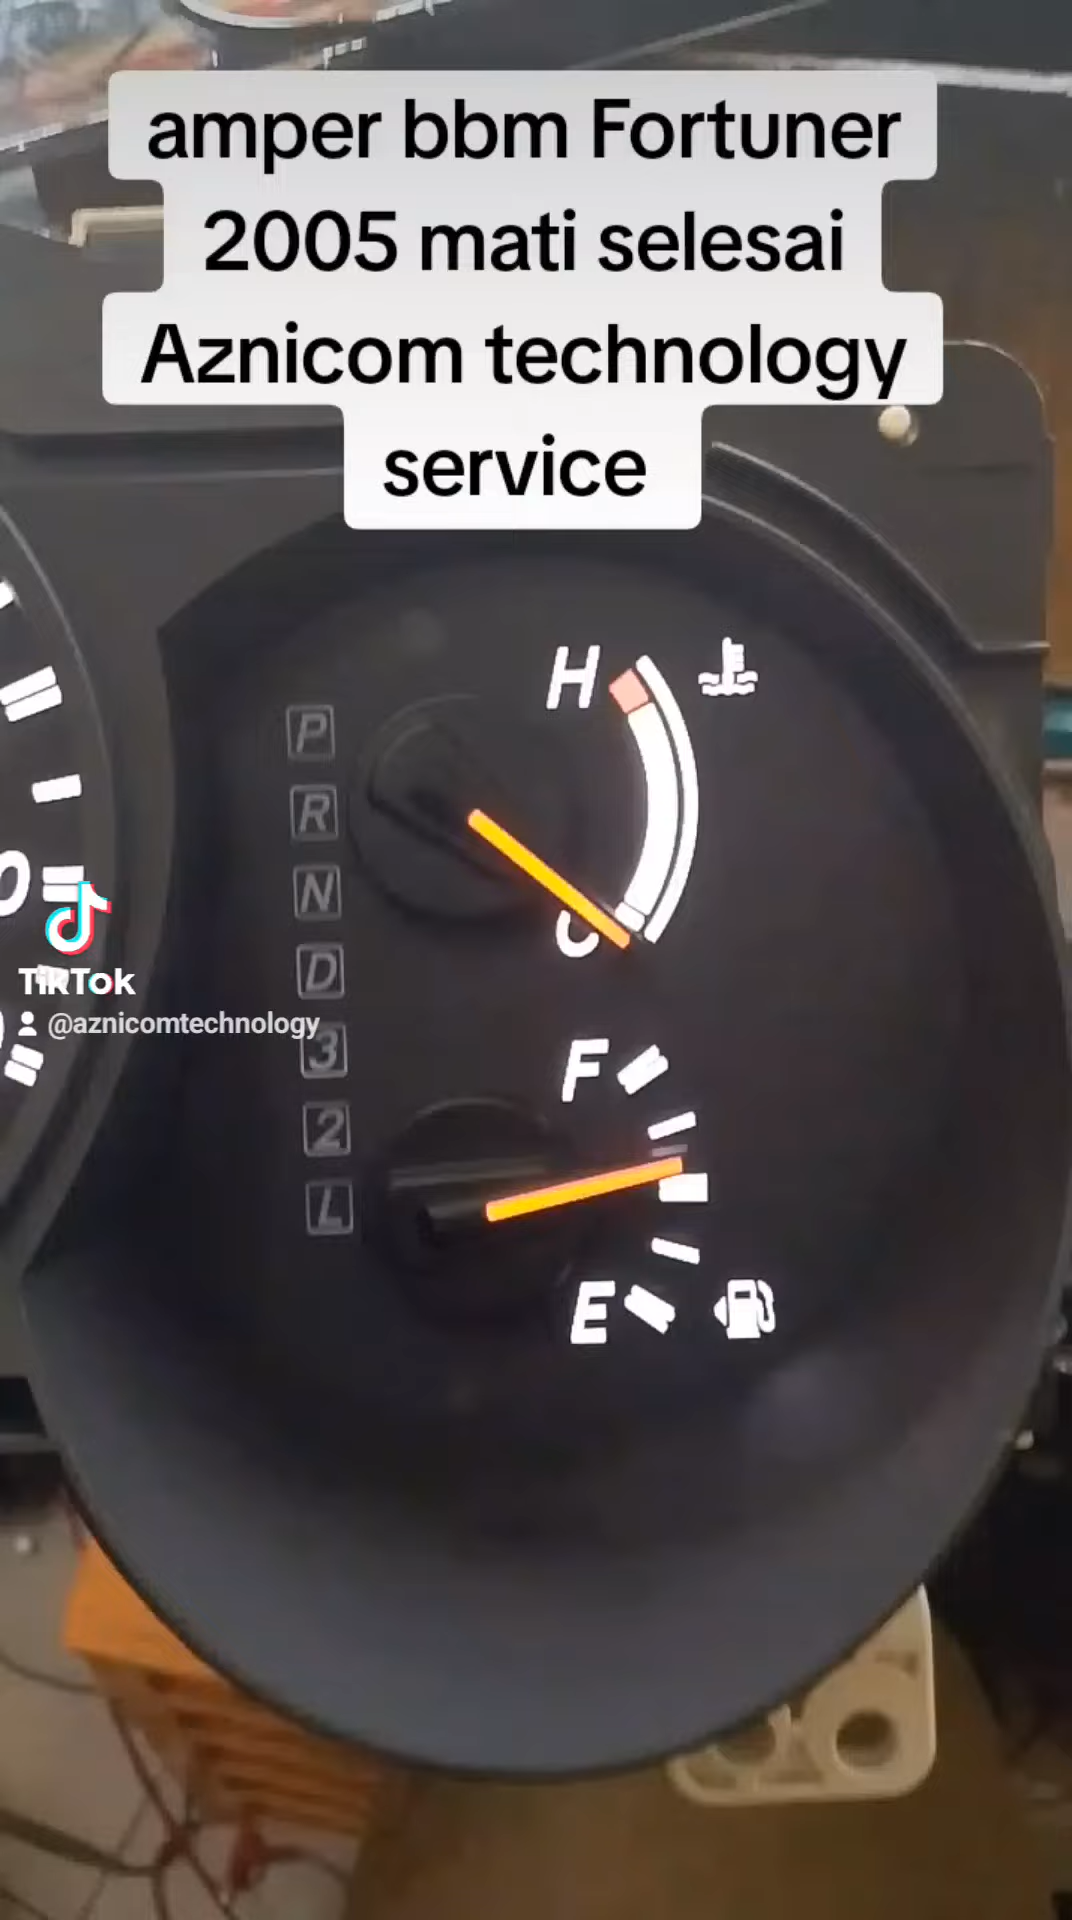 amper bbm Fortuner
2005 mati selesai
Aznicom technology
service
H
P
R
N
C
D
TikTok
@aznicomtechnology
3
F
2
L
E